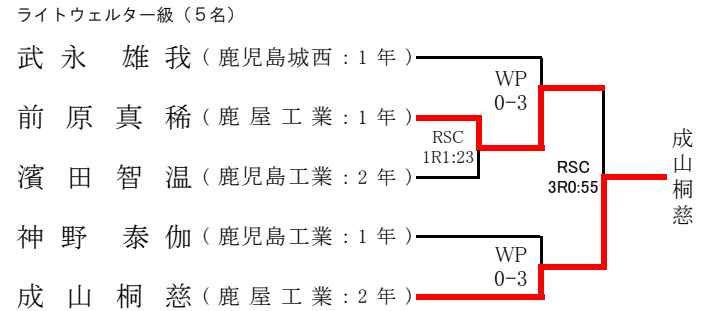 ライトウェルター級（５名）
武永　雄我（鹿児島城西：1年）
WP
0-3
前原真稀（鹿屋工業：1年）
RSC
1R1:23
濱田智温（鹿児島工業：2年）
RSC
3R0:55
成山桐慈
神野　泰伽（鹿児島工業：1年）
WP
0-3
成山桐慈（鹿屋工業：2年）